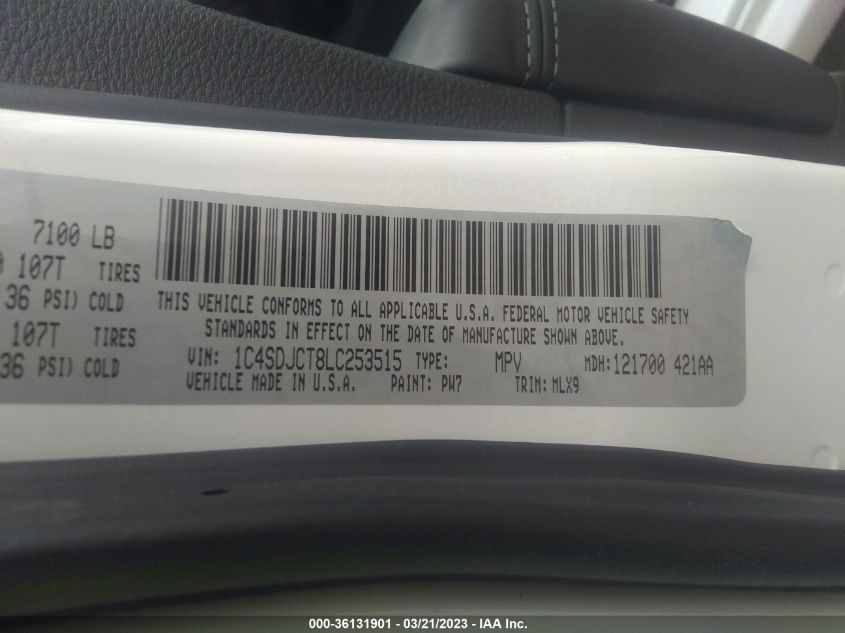 7100 LB
107T TIRES
36 PSI) COLD
107T TIRES
36 PSI) COLD
THIS VEHICLE CONFORMS TO ALL APPLICABLE U.S.A. FEDERAL MOTOR VEHICLE SAFETY
STANDARDS IN EFFECT ON THE DATE OF MANUFACTURE SHOWN ABOVE.
VIN: 1C4SDJCT8LC253515 TYPE: MPV MDH:121700 421AA
VEHICLE MADE IN U.S.A. PAINT: PW7 TRIM:MLX9
000-36131901 - 03/21/2023 - © IAA Inc.